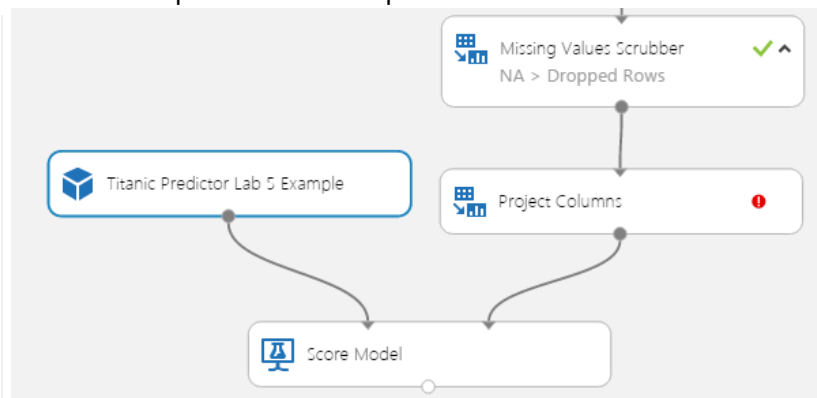 Missing Values Scrubber
NA > Dropped Rows
Titanic Predictor Lab 5 Example
Project Columns
Score Model